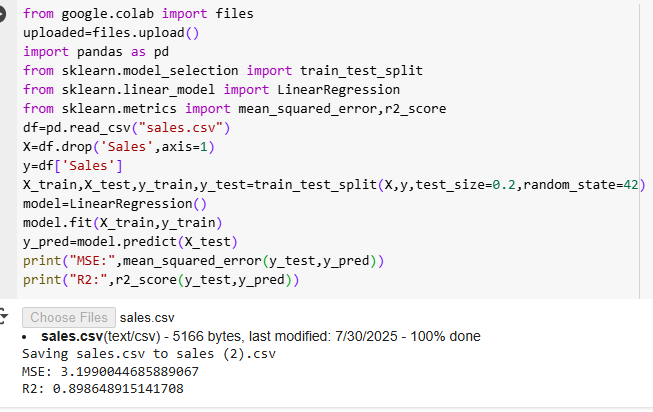 from google.colab import files
uploaded=files.upload()
import pandas as pd
from sklearn.model_selection import train_test_split
from sklearn.linear_model import LinearRegression
from sklearn.metrics import mean_squared_error,r2_score
df=pd.read_csv("sales.csv")
X=df.drop('Sales',axis=1)
y=df['Sales']
X_train,X_test,y_train,y_test=train_test_split(X,y,test_size=0.2,random_state=42)
model=LinearRegression()
model.fit(X_train,y_train)
y_pred=model.predict(X_test)
print("MSE:",mean_squared_error(y_test,y_pred))
print("R2:",r2_score(y_test,y_pred))
Choose Files sales.csv
• sales.csv(text/csv) - 5166 bytes, last modified: 7/30/2025 - 100% done
Saving sales.csv to sales (2).csv
MSE: 3.1990044685889067
R2: 0.898648915141708